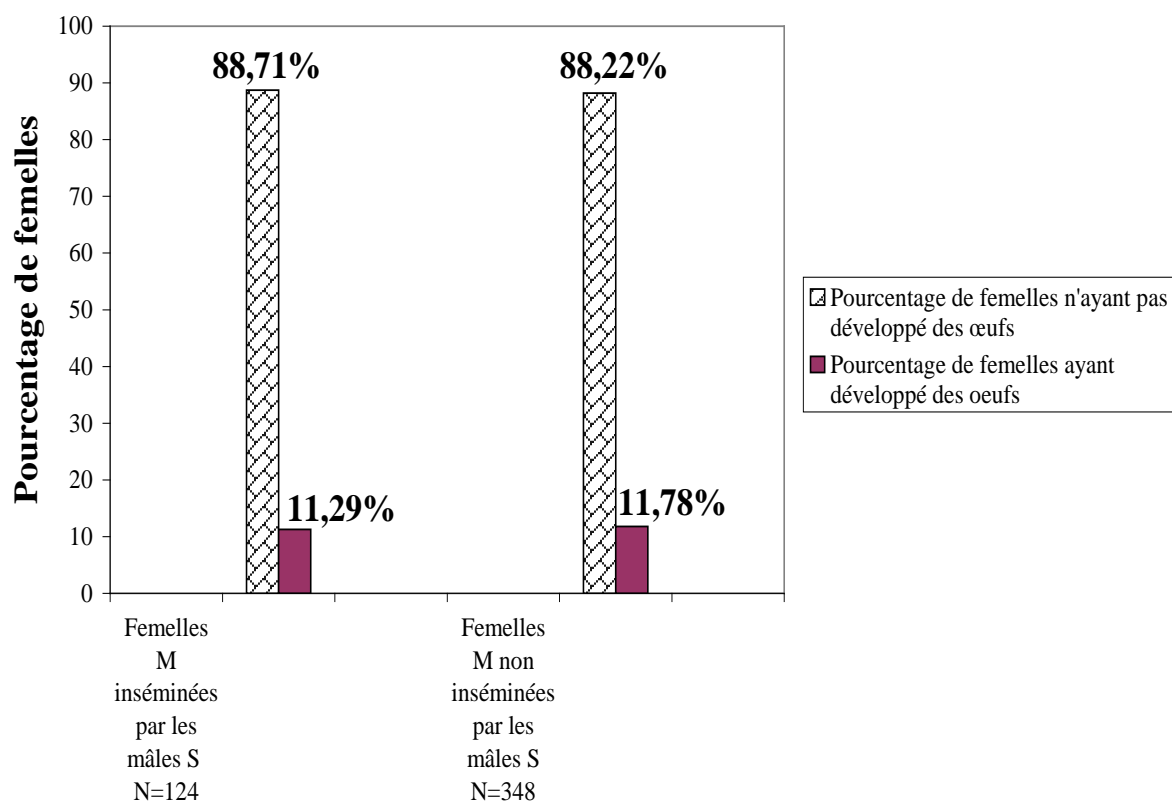 Pourcentage de femelles
100
90
80
70
60
50
40
30
20
10
0
88,71%
11,29%
88,22%
11,78%
Femelles
M
inséminées
par les
mâles S
N=124
Femelles
M non
inséminées
par les
mâles S
N=348
Pourcentage de femelles n'ayant pas
développé des œufs
Pourcentage de femelles ayant
développé des oeufs